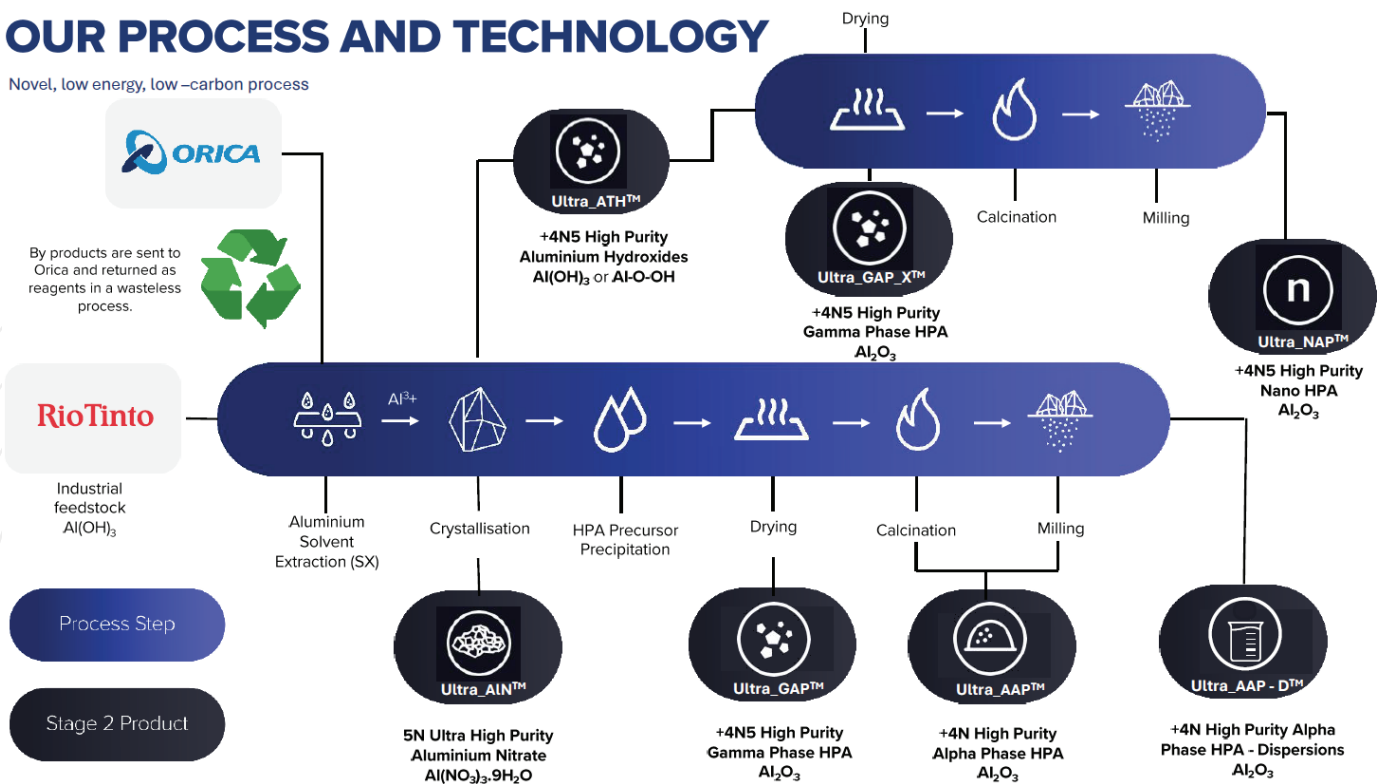 OUR PROCESS AND TECHNOLOGY
Novel, low energy, low –carbon process
ORICA
By products are sent to
Orica and returned as
reagents in a wasteless
process.
RioTinto
Industrial
feedstock
Al(OH)₃
Process Step
Stage 2 Product
Drying
Calcination
Milling
Ultra_ATH™
+4N5 High Purity
Aluminium Hydroxides
Al(OH)₃ or Al-O-OH
Ultra_GAP_X™
+4N5 High Purity
Gamma Phase HPA
Al₂O₃
n
Ultra_NAP™
+4N5 High Purity
Nano HPA
Al₂O₃
Al³+
Aluminium
Solvent
Extraction (SX)
Crystallisation
HPA Precursor
Precipitation
Drying
Calcination
Milling
Ultra_AlN™
5N Ultra High Purity
Aluminium Nitrate
Al(NO₃)₃.9H₂O
Ultra_GAP™
+4N5 High Purity
Gamma Phase HPA
Al₂O₃
Ultra_AAP™
+4N High Purity
Alpha Phase HPA
Al₂O₃
Ultra_AAP - D™
+4N High Purity Alpha
Phase HPA - Dispersions
Al₂O₃